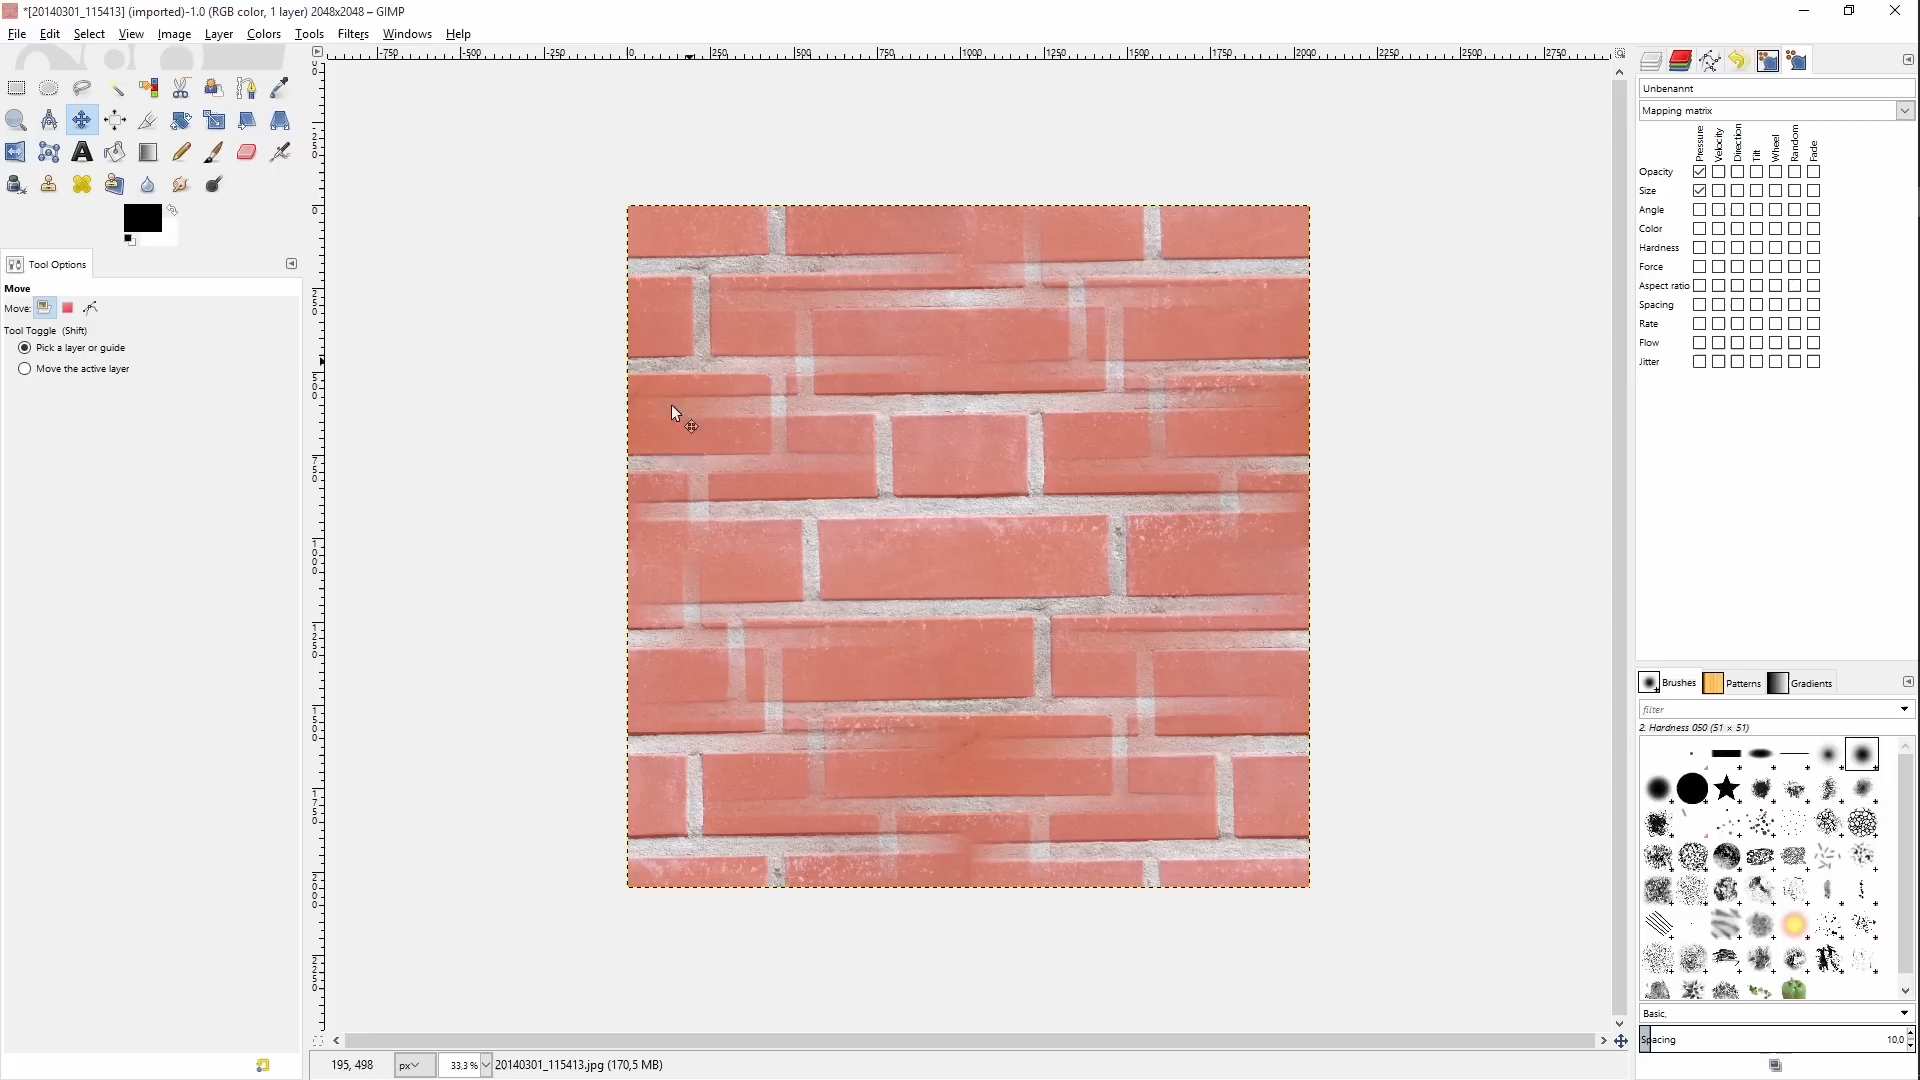 *[20140301_115413] (imported)-1.0 (RGB color, 1 layer) 2048x2048 – GIMP
File Edit Select View Image Layer Colors Tools Filters Windows Help
-750 -500 -250 0 250 500 750 1000 1250 1500 1750 2000 2250 2500 2750
Unbenannt
Mapping matrix
Pressure Velocity Direction Tilt Wheel Random Fade
Opacity
Size
Angle
Color
Hardness
Force
Aspect ratio
Spacing
Rate
Flow
Jitter
Tool Options
Move
Move:
Tool Toggle (Shift)
Pick a layer or guide
Move the active layer
Brushes Patterns Gradients
filter
2. Hardness 050 (51 × 51)
Basic,
Spacing 10,0
195, 498 px 33,3 % 20140301_115413.jpg (170,5 MB)